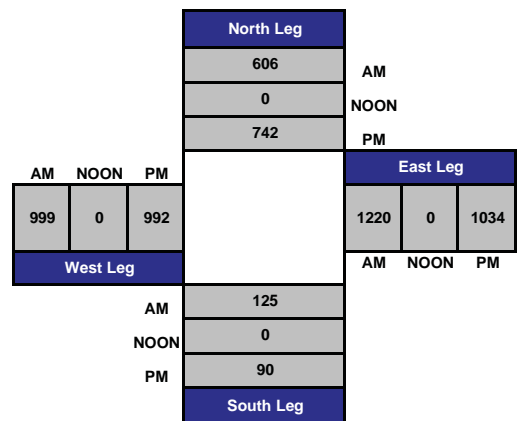 North Leg
606 AM
0 NOON
742 PM
AM NOON PM
East Leg
999 0 992
1220 0 1034
West Leg
AM NOON PM
AM 125
NOON 0
PM 90
South Leg